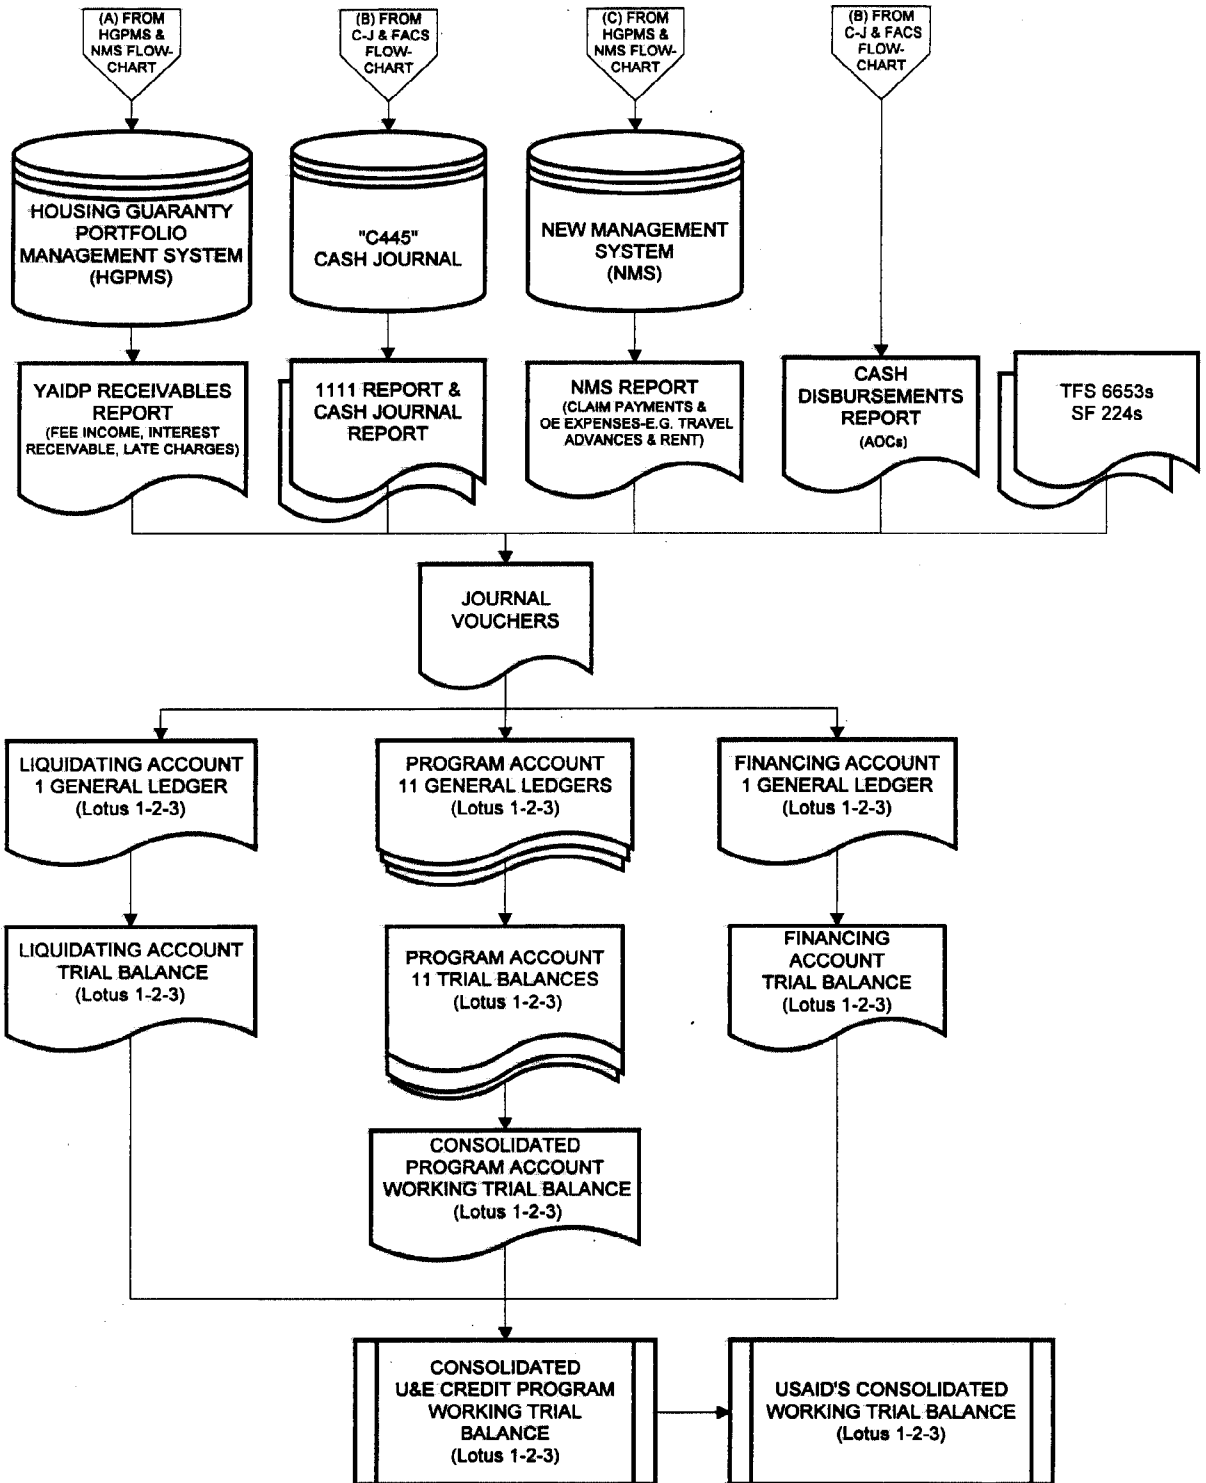 (A) FROM
HGPMS &
NMS FLOW-
CHART
(B) FROM
C-J & FACS
FLOW-
CHART
(C) FROM
HGPMS &
NMS FLOW-
CHART
(B) FROM
C-J & FACS
FLOW-
CHART
HOUSING GUARANTY
PORTFOLIO
MANAGEMENT SYSTEM
(HGPMS)
"C445"
CASH JOURNAL
NEW MANAGEMENT
SYSTEM
(NMS)
YAIDP RECEIVABLES
REPORT
(FEE INCOME, INTEREST
RECEIVABLE, LATE CHARGES)
1111 REPORT &
CASH JOURNAL
REPORT
NMS REPORT
(CLAIM PAYMENTS &
OE EXPENSES-E.G. TRAVEL
ADVANCES & RENT)
CASH
DISBURSEMENTS
REPORT
(AOCs)
TFS 6653s
SF 224s
JOURNAL
VOUCHERS
LIQUIDATING ACCOUNT
1 GENERAL LEDGER
(Lotus 1-2-3)
PROGRAM ACCOUNT
11 GENERAL LEDGERS
(Lotus 1-2-3)
FINANCING ACCOUNT
1 GENERAL LEDGER
(Lotus 1-2-3)
LIQUIDATING ACCOUNT
TRIAL BALANCE
(Lotus 1-2-3)
PROGRAM ACCOUNT
11 TRIAL BALANCES
(Lotus 1-2-3)
FINANCING
ACCOUNT
TRIAL BALANCE
(Lotus 1-2-3)
CONSOLIDATED
PROGRAM ACCOUNT
WORKING TRIAL BALANCE
(Lotus 1-2-3)
CONSOLIDATED
U&E CREDIT PROGRAM
WORKING TRIAL
BALANCE
(Lotus 1-2-3)
USAID'S CONSOLIDATED
WORKING TRIAL BALANCE
(Lotus 1-2-3)